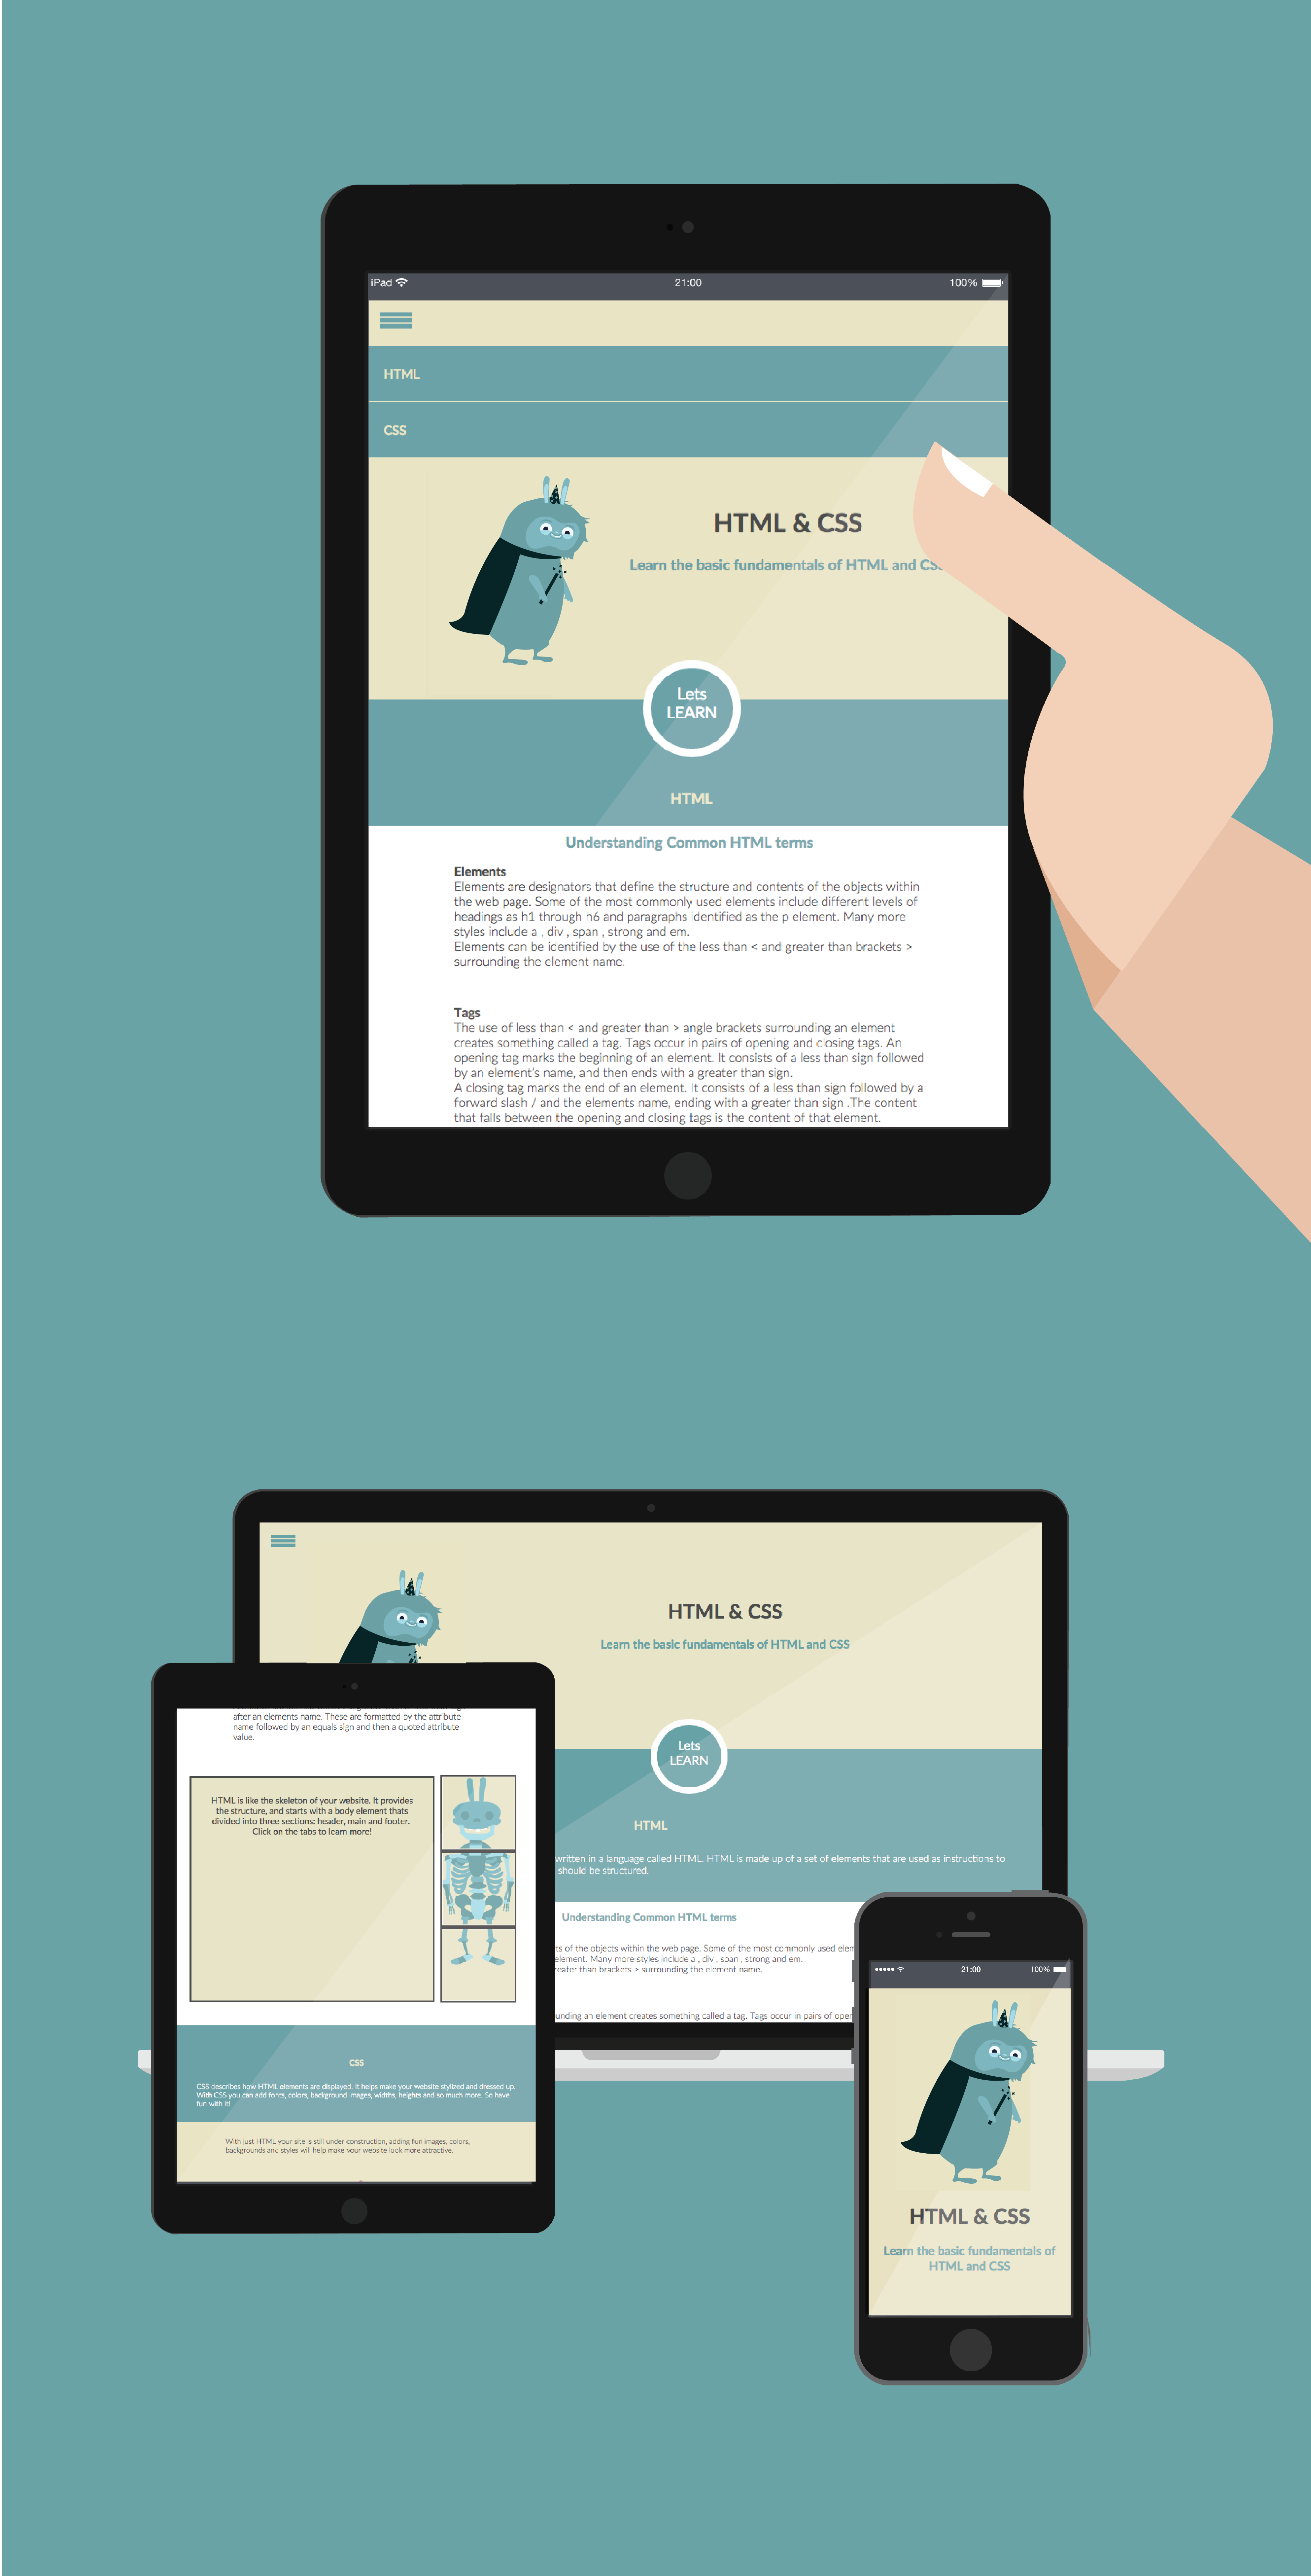 iPad 21:00 100%
HTML
CSS
HTML & CSS
Learn the basic fundamentals of HTML and CS
Lets
LEARN
HTML
Understanding Common HTML terms
Elements
Elements are designators that define the structure and contents of the objects within
the web page. Some of the most commonly used elements include different levels of
headings as h1 through h6 and paragraphs identified as the p element. Many more
styles include a , div , span , strong and em.
Elements can be identified by the use of the less than < and greater than brackets >
surrounding the element name.
Tags
The use of less than < and greater than > angle brackets surrounding an element
creates something called a tag. Tags occur in pairs of opening and closing tags. An
opening tag marks the beginning of an element. It consists of a less than sign followed
by an element's name, and then ends with a greater than sign.
A closing tag marks the end of an element. It consists of a less than sign followed by a
forward slash / and the elements name, ending with a greater than sign .The content
that falls between the opening and closing tags is the content of that element.
HTML & CSS
Learn the basic fundamentals of HTML and CSS
Lets
LEARN
HTML
written in a language called HTML. HTML is made up of a set of elements that are used as instructions to
should be structured.
Understanding Common HTML terms
ts of the objects within the web page. Some of the most commonly used elem
element. Many more styles include a , div , span , strong and em.
reater than brackets > surrounding the element name.
unding an element creates something called a tag. Tags occur in pairs of oper
after an elements name. These are formatted by the attribute
name followed by an equals sign and then a quoted attribute
value.
HTML is like the skeleton of your website. It provides
the structure, and starts with a body element thats
divided into three sections: header, main and footer.
Click on the tabs to learn more!
CSS
CSS describes how HTML elements are displayed. It helps make your website stylized and dressed up.
With CSS you can add fonts, colors, background images, widths, heights and so much more. So have
fun with it!
With just HTML your site is still under construction, adding fun images, colors,
backgrounds and styles will help make your website look more attractive.
21:00 100%
HTML & CSS
Learn the basic fundamentals of
HTML and CSS